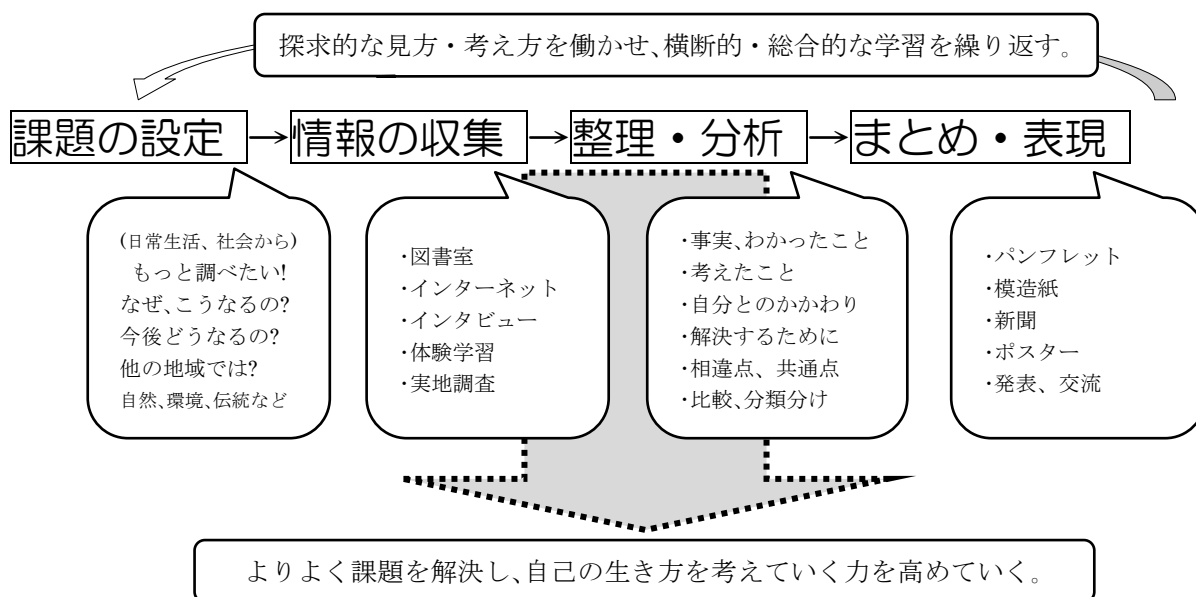 探求的な見方・考え方を働かせ、横断的・総合的な学習を繰り返す。
課題の設定→情報の収集→整理・分析→まとめ・表現
(日常生活、社会から)
もっと調べたい!
なぜ、こうなるの?
今後どうなるの?
他の地域では?
自然、環境、伝統など
・図書室
・インターネット
・インタビュー
・体験学習
・実地調査
・事実、わかったこと
・考えたこと
・自分とのかかわり
・解決するために
・相違点、共通点
・比較、分類分け
・パンフレット
・模造紙
・新聞
・ポスター
・発表、交流
よりよく課題を解決し、自己の生き方を考えていく力を高めていく。